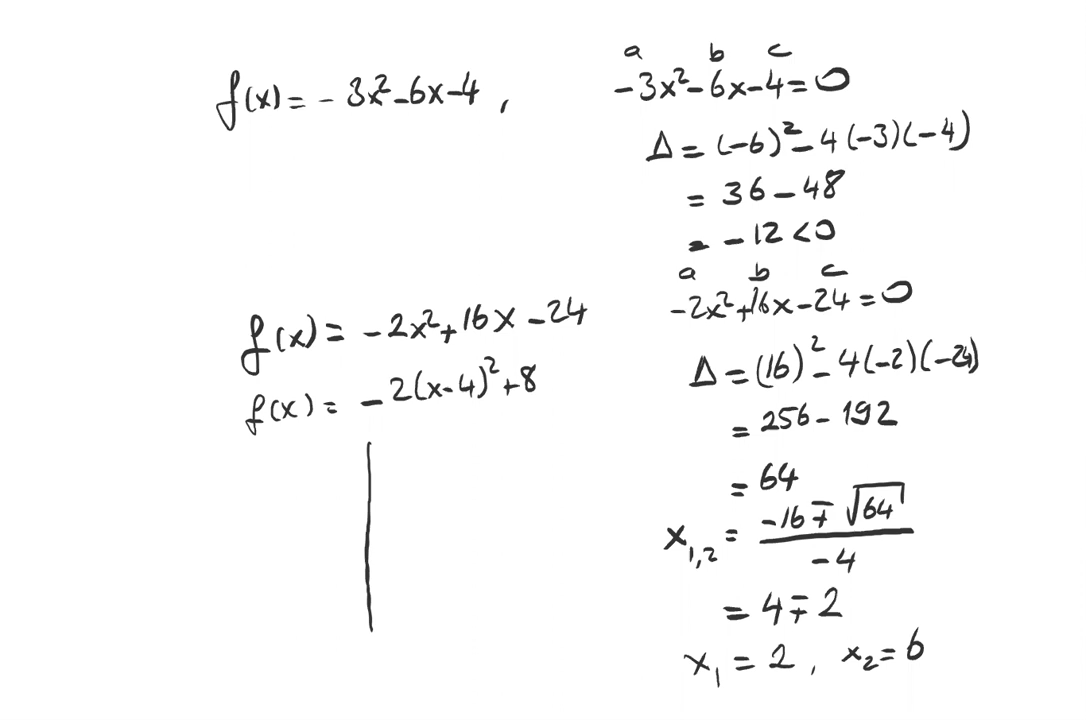 f(x) = - 3x² - 6x - 4 ,
a b c
-3x² - 6x - 4 = 0
Δ = (-6)² - 4 (-3)(-4)
= 36 - 48
= -12 < 0
f(x) = -2x² + 16x - 24
f(x) = -2(x-4)² + 8
a b c
-2x² + 16x - 24 = 0
Δ = (16)² - 4(-2)(-24)
= 256 - 192
= 64
x₁,₂ = (-16 ∓ √64) / -4
= 4 ∓ 2
x₁ = 2 , x₂ = 6